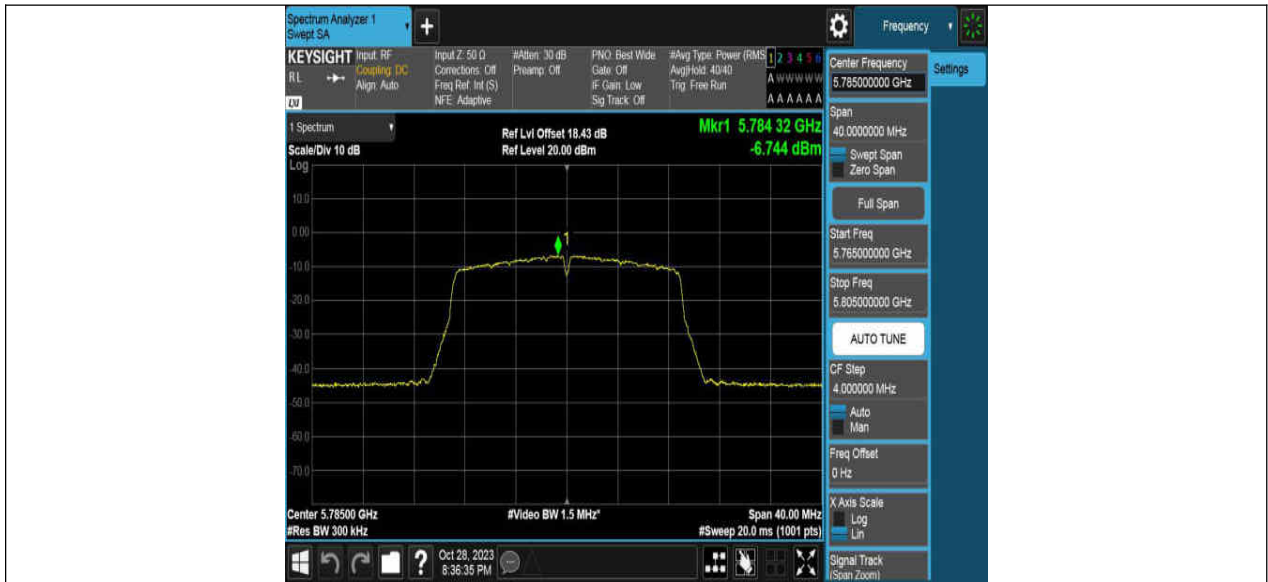 Spectrum Analyzer 1
Swept SA
+
Frequency
KEYSIGHT
RL
LU
Input: RF
Coupling: DC
Align: Auto
Input Z: 50 Ω
Corrections: Off
Freq Ref: Int (S)
NFE: Adaptive
#Atten: 30 dB
Preamp: Off
PNO: Best Wide
Gate: Off
IF Gain: Low
Sig Track: Off
#Avg Type: Power (RMS
Avg|Hold: 40/40
Trig: Free Run
1 2 3 4 5 6
A W W W W W
A A A A A A
Center Frequency
5.785000000 GHz
Settings
Span
40.0000000 MHz
Swept Span
Zero Span
Full Span
Start Freq
5.765000000 GHz
Stop Freq
5.805000000 GHz
AUTO TUNE
CF Step
4.000000 MHz
Auto
Man
Freq Offset
0 Hz
X Axis Scale
Log
Lin
Signal Track
(Span Zoom)
1 Spectrum
Scale/Div 10 dB
Ref Lvl Offset 18.43 dB
Ref Level 20.00 dBm
Mkr1 5.784 32 GHz
-6.744 dBm
Log
10.0
0.00
1
-10.0
-20.0
-30.0
-40.0
-50.0
-60.0
-70.0
Center 5.78500 GHz
#Res BW 300 kHz
#Video BW 1.5 MHz*
Span 40.00 MHz
#Sweep 20.0 ms (1001 pts)
?
Oct 28, 2023
8:36:35 PM